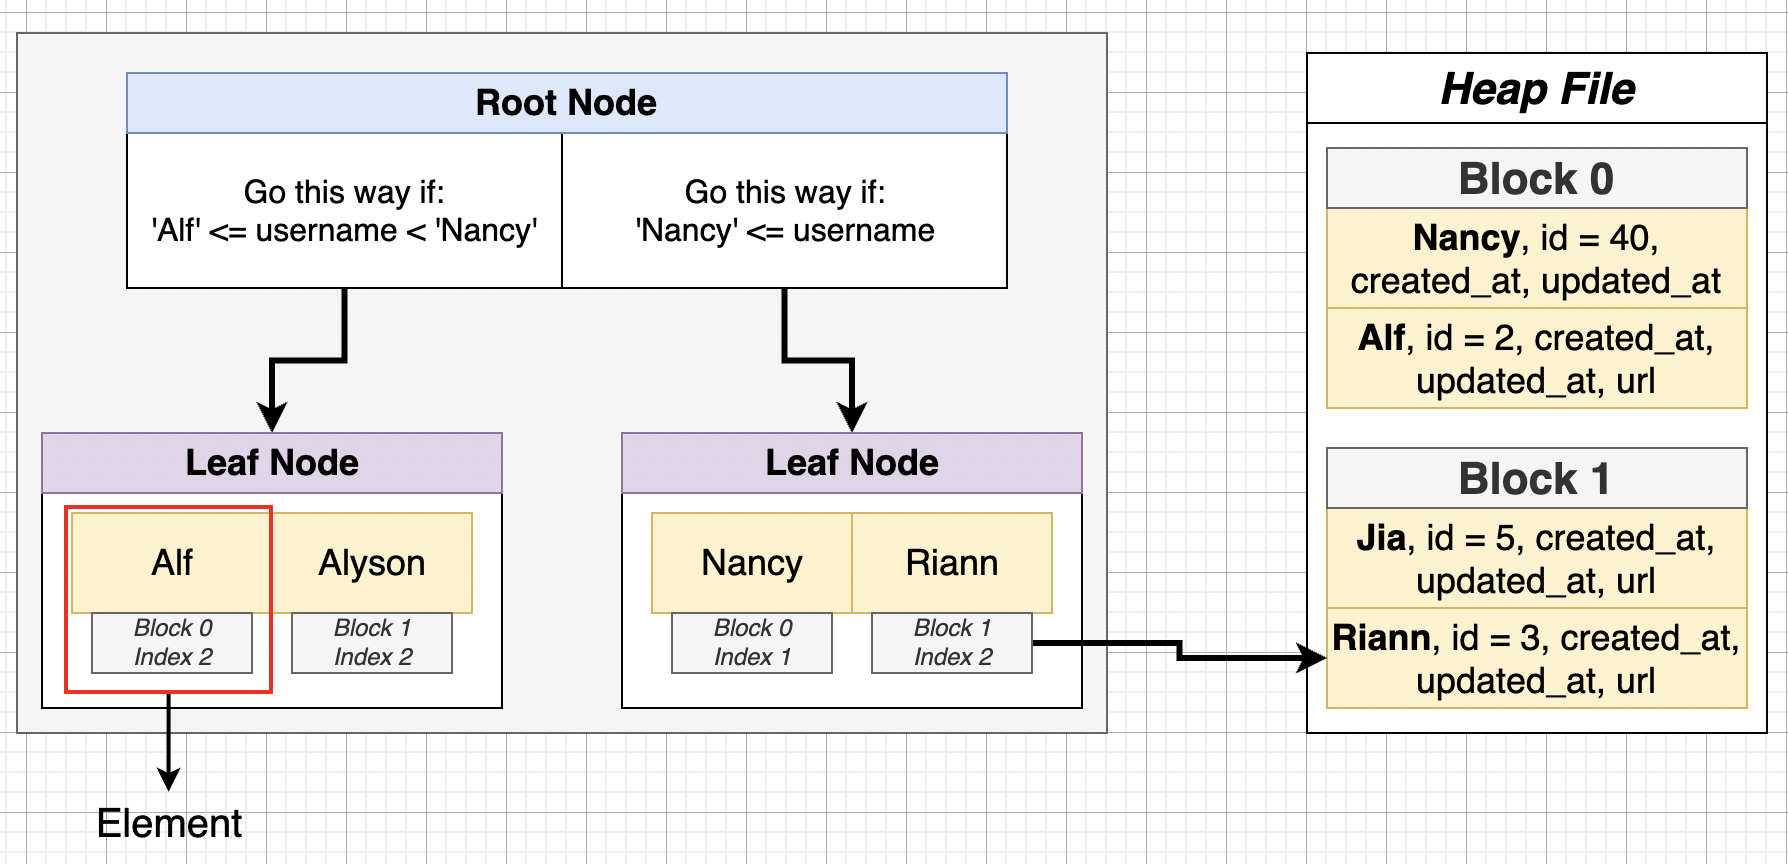 Root Node
Go this way if:
'Alf' <= username < 'Nancy'
Go this way if:
'Nancy' <= username
Leaf Node
Alf
Alyson
Block 0
Index 2
Block 1
Index 2
Leaf Node
Nancy
Riann
Block 0
Index 1
Block 1
Index 2
Element
Heap File
Block 0
Nancy, id = 40,
created_at, updated_at
Alf, id = 2, created_at,
updated_at, url
Block 1
Jia, id = 5, created_at,
updated_at, url
Riann, id = 3, created_at,
updated_at, url